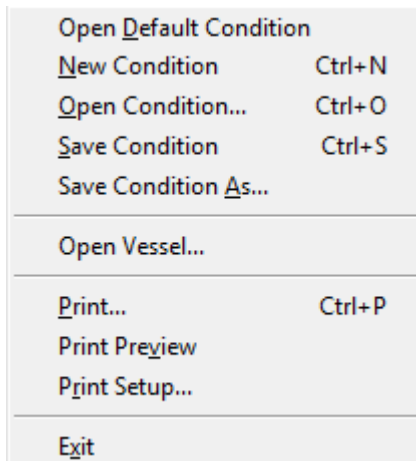 Open Default Condition
New Condition Ctrl+N
Open Condition... Ctrl+O
Save Condition Ctrl+S
Save Condition As...
Open Vessel...
Print... Ctrl+P
Print Preview
Print Setup...
Exit